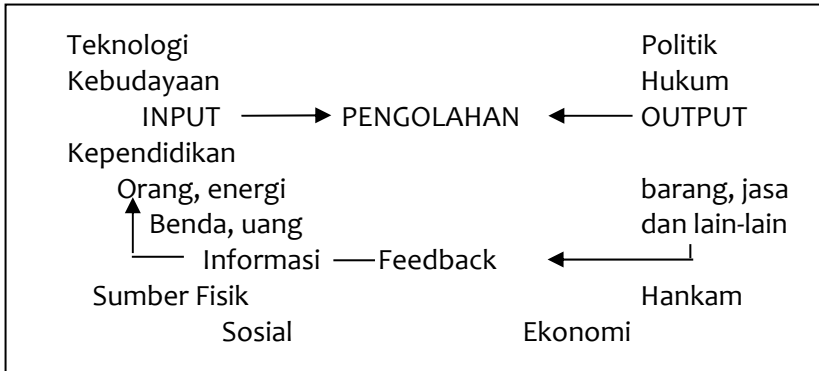 Teknologi Politik
Kebudayaan Hukum
INPUT PENGOLAHAN OUTPUT
Kependidikan
Orang, energi barang, jasa
Benda, uang dan lain-lain
Informasi Feedback
Sumber Fisik Hankam
Sosial Ekonomi